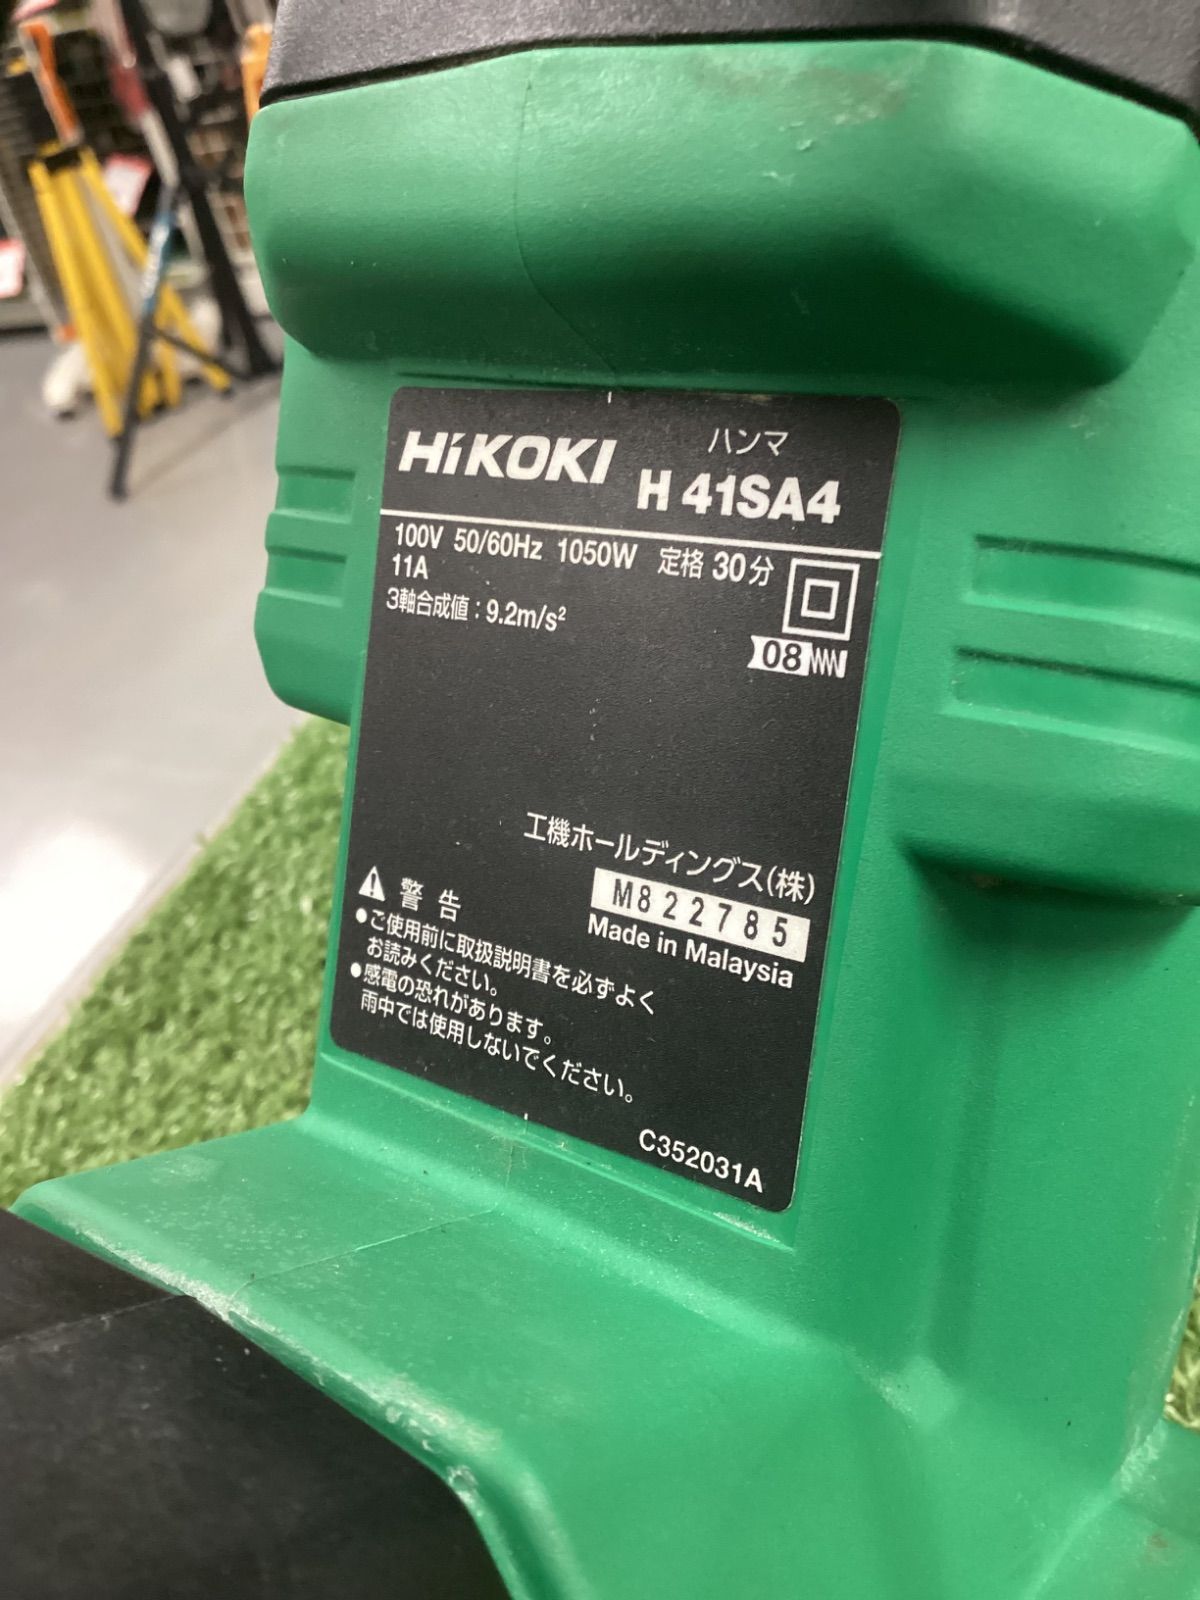 HiKOKI
ハンマ
H 41SA4
100V 50/60Hz 1050W 定格 30分
11A
3軸合成値：9.2m/s²
08
工機ホールディングス(株)
M822785
Made in Malaysia
警告
●ご使用前に取扱説明書を必ずよく
お読みください。
●感電の恐れがあります。
雨中では使用しないでください。
C352031A